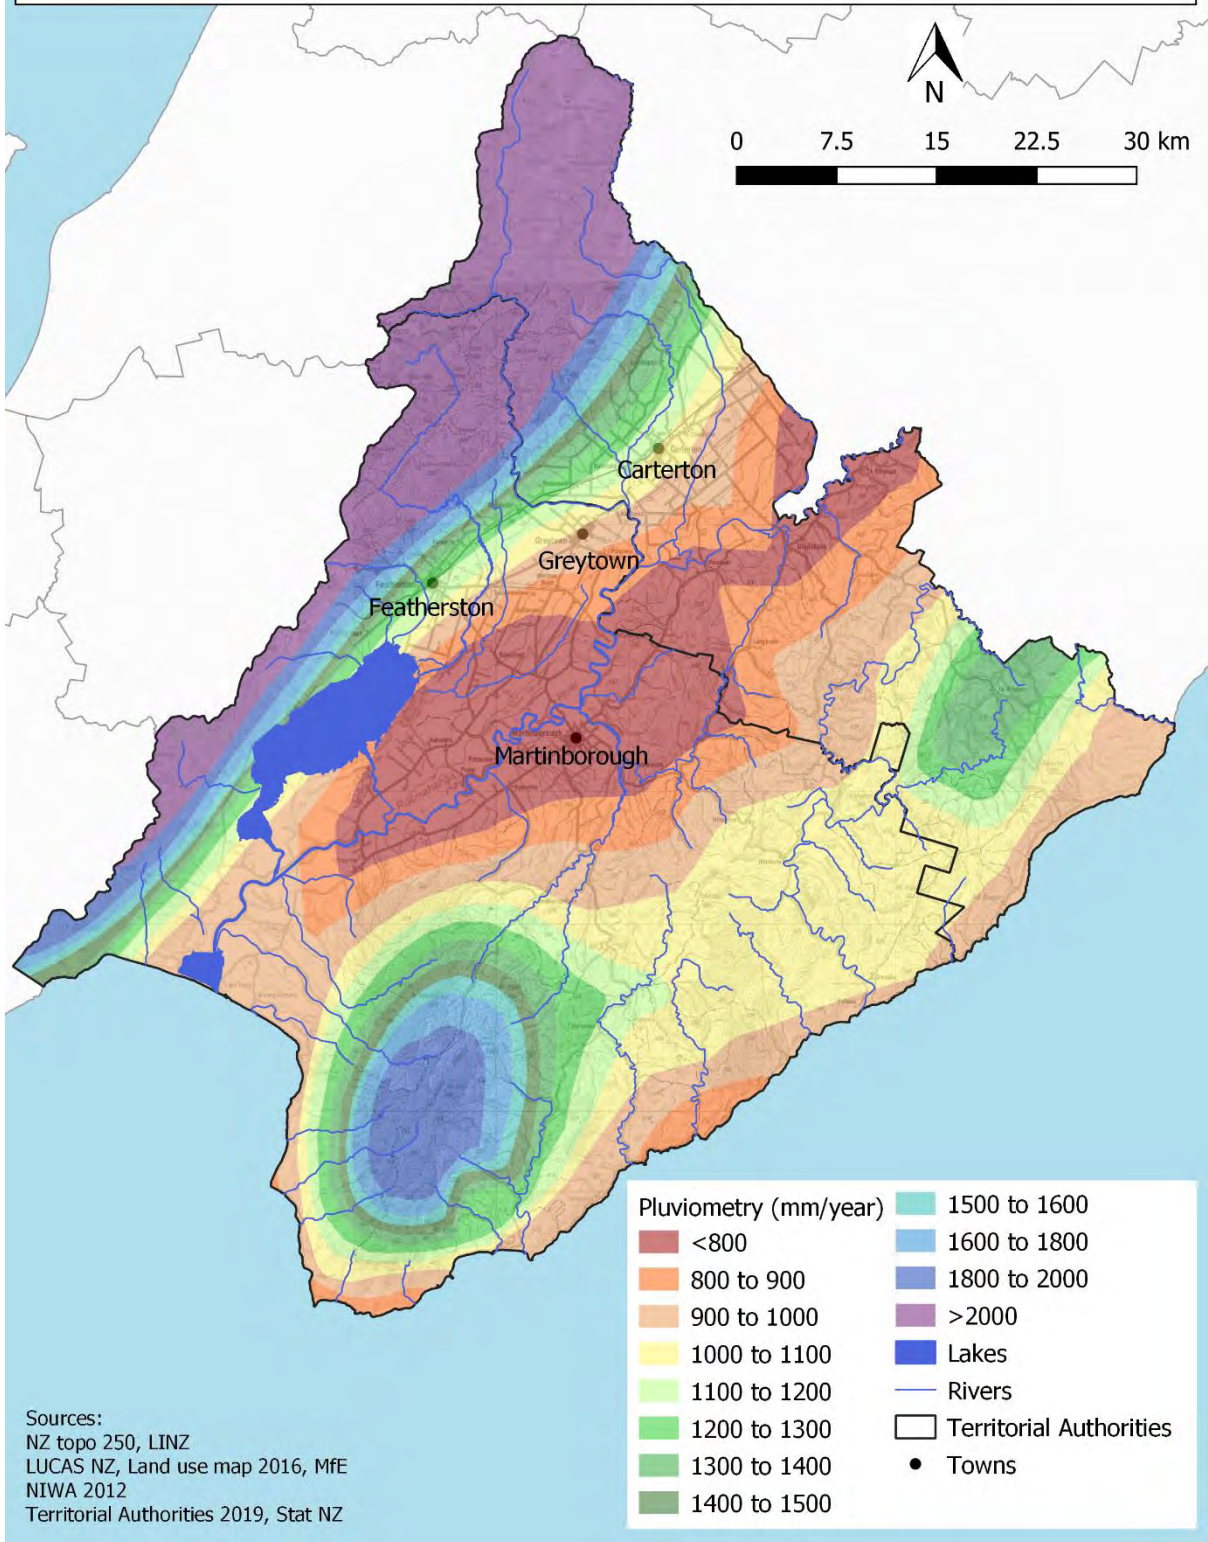 N
0 7.5 15 22.5 30 km
Carterton
Greytown
Featherston
Martinborough
Pluviometry (mm/year)
<800
800 to 900
900 to 1000
1000 to 1100
1100 to 1200
1200 to 1300
1300 to 1400
1400 to 1500
1500 to 1600
1600 to 1800
1800 to 2000
>2000
Lakes
Rivers
Territorial Authorities
Towns
Sources:
NZ topo 250, LINZ
LUCAS NZ, Land use map 2016, MfE
NIWA 2012
Territorial Authorities 2019, Stat NZ